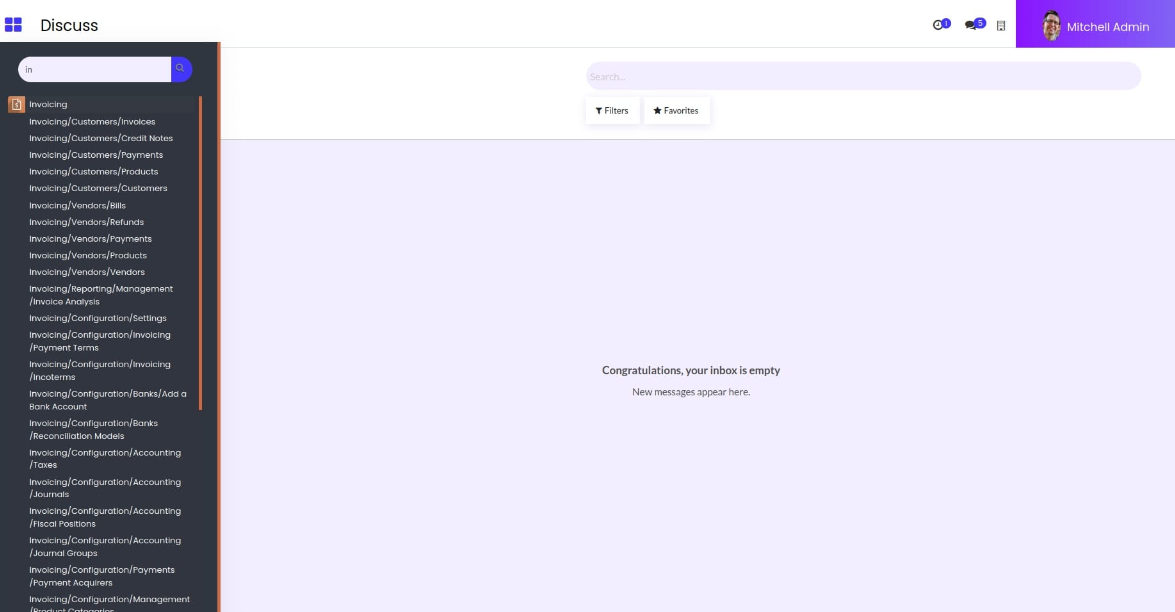 Discuss
1
5
Mitchell Admin
in
Search...
Filters
Favorites
Invoicing
Invoicing/Customers/Invoices
Invoicing/Customers/Credit Notes
Invoicing/Customers/Payments
Invoicing/Customers/Products
Invoicing/Customers/Customers
Invoicing/Vendors/Bills
Invoicing/Vendors/Refunds
Invoicing/Vendors/Payments
Invoicing/Vendors/Products
Invoicing/Vendors/Vendors
Invoicing/Reporting/Management
/Invoice Analysis
Invoicing/Configuration/Settings
Invoicing/Configuration/Invoicing
/Payment Terms
Invoicing/Configuration/Invoicing
/Incoterms
Invoicing/Configuration/Banks/Add a
Bank Account
Invoicing/Configuration/Banks
/Reconciliation Models
Invoicing/Configuration/Accounting
/Taxes
Invoicing/Configuration/Accounting
/Journals
Invoicing/Configuration/Accounting
/Fiscal Positions
Invoicing/Configuration/Accounting
/Journal Groups
Invoicing/Configuration/Payments
/Payment Acquirers
Invoicing/Configuration/Management
/Product Categories
Congratulations, your inbox is empty
New messages appear here.